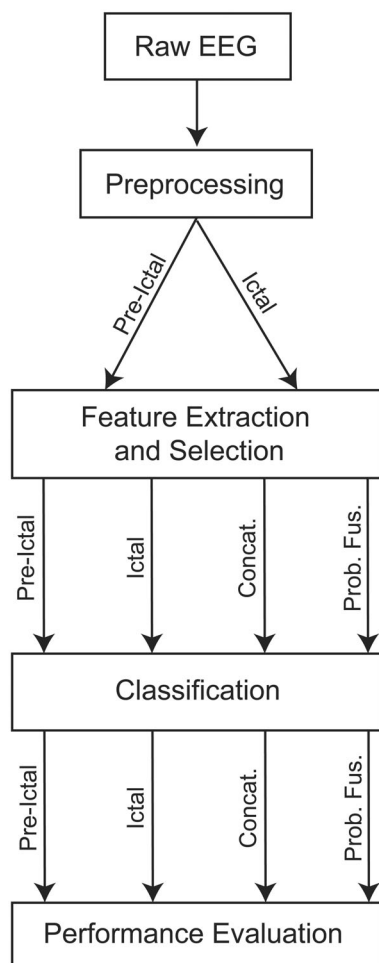 Raw EEG
Preprocessing
Pre-Ictal
Ictal
Feature Extraction
and Selection
Pre-Ictal
Ictal
Concat.
Prob. Fus.
Classification
Pre-Ictal
Ictal
Concat.
Prob. Fus.
Performance Evaluation